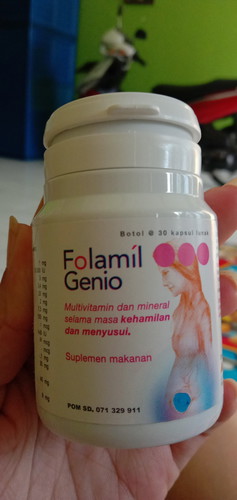 Botol @ 30 kapsul lunak
Folamil
Genio
Multivitamin dan mineral
selama masa kehamilan
dan menyusui.
Suplemen makanan
POM SD. 071 329 911